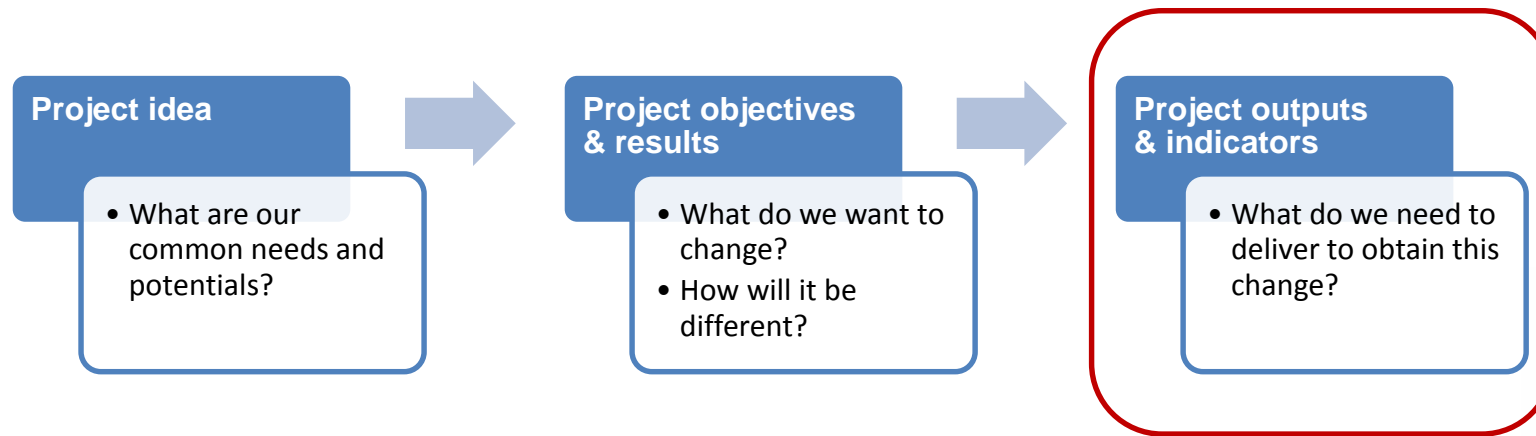 Project idea
• What are our
common needs and
potentials?
Project objectives
& results
• What do we want to
change?
• How will it be
different?
Project outputs
& indicators
• What do we need to
deliver to obtain this
change?